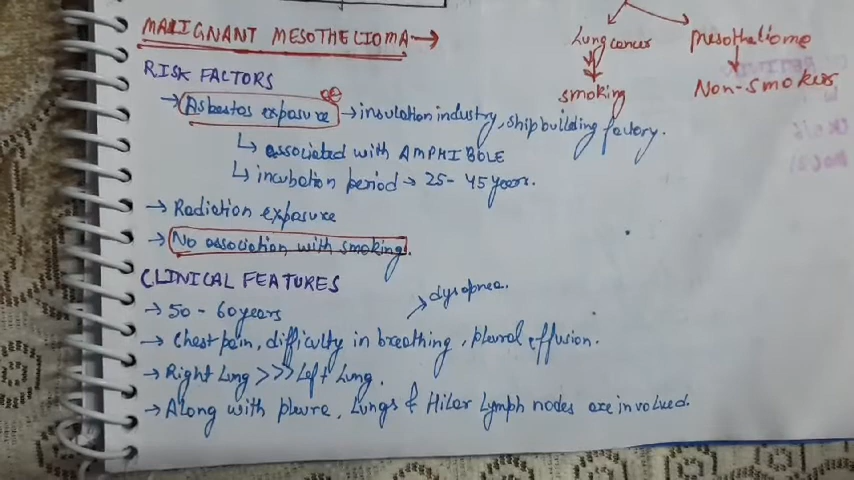 MALIGNANT MESOTHELIOMA →
Lung cancer
mesothelioma
smoking
Non-smokers
RISK FACTORS
→ Asbestos exposure → insulation industry, ship building factory.
↳ associated with AMPHIBOLE
↳ incubation period → 25-45 years.
→ Radiation exposure
→ No association with smoking.
CLINICAL FEATURES
→ 50 - 60 years
dyspnea.
→ Chest pain, difficulty in breathing, pleural effusion.
→ Right Lung >>> Left Lung.
→ Along with pleura, Lungs & Hilar Lymph nodes are involved.